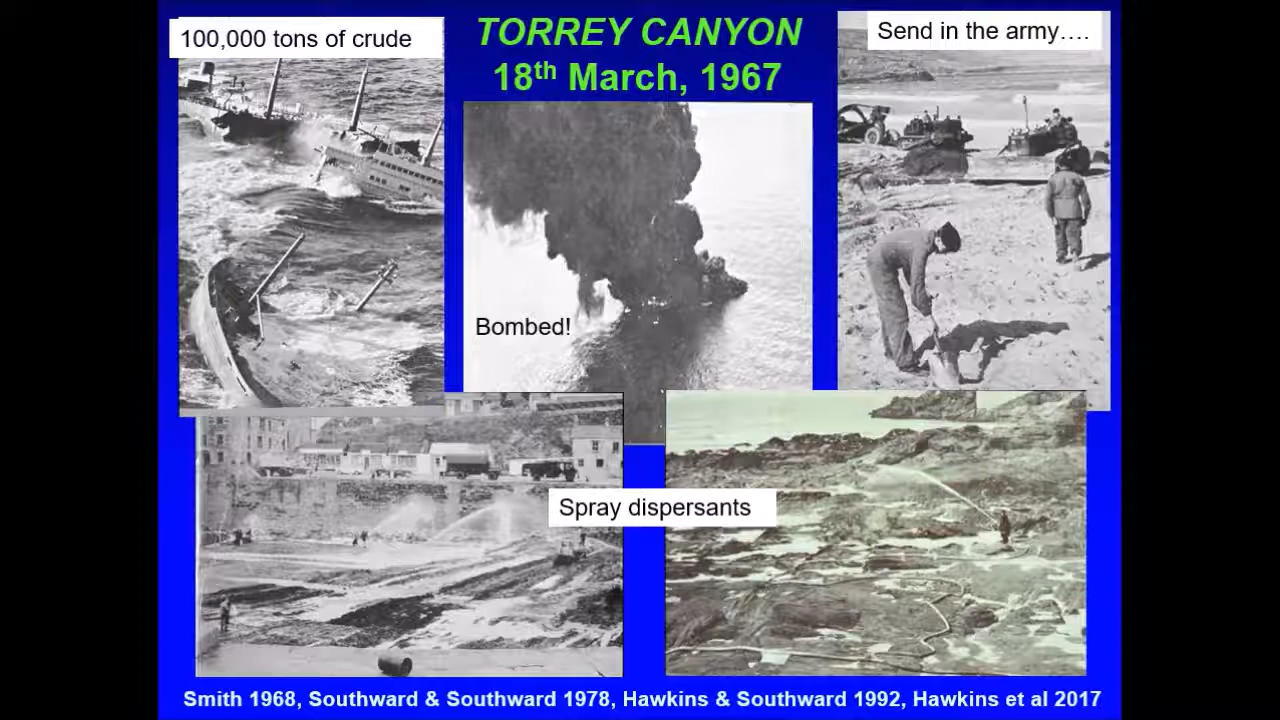 100,000 tons of crude
TORREY CANYON
18th March, 1967
Send in the army....
Bombed!
Spray dispersants
Smith 1968, Southward & Southward 1978, Hawkins & Southward 1992, Hawkins et al 2017